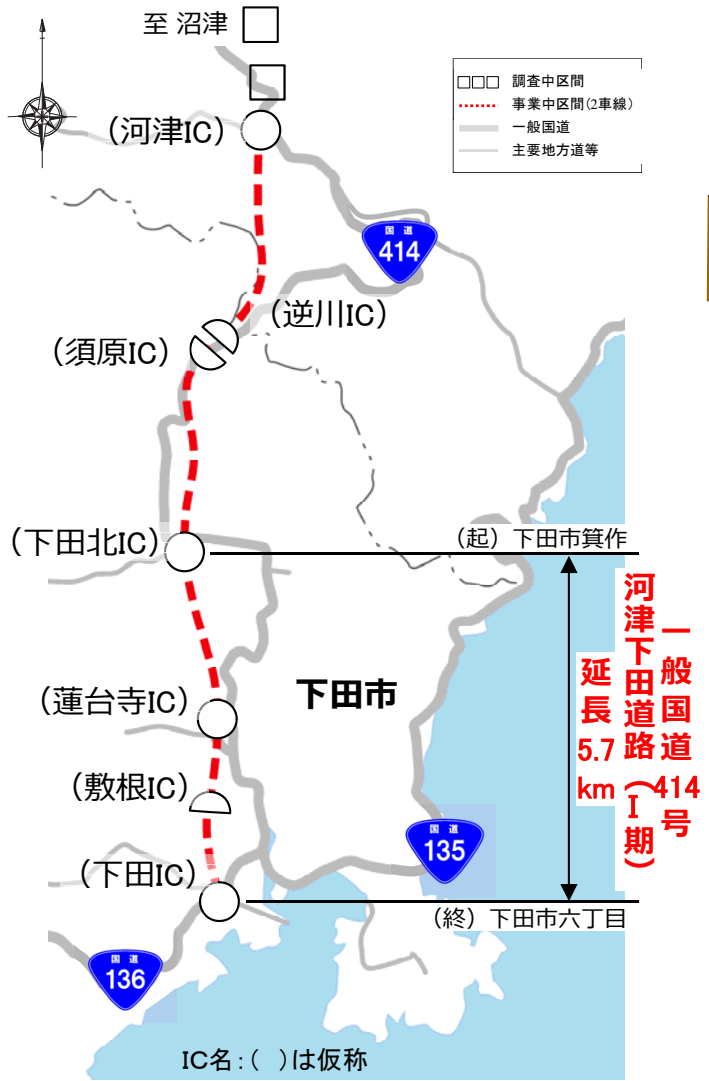 至 沼津
調査中区間
事業中区間(2車線)
一般国道
主要地方道等
（河津IC）
国道
414
（逆川IC）
（須原IC）
（下田北IC）
（起）下田市箕作
一般国道414号
河津下田道路（Ⅰ期）
延長5.7km
下田市
（蓮台寺IC）
（敷根IC）
国道
135
（下田IC）
（終）下田市六丁目
国道
136
IC名：（ ）は仮称